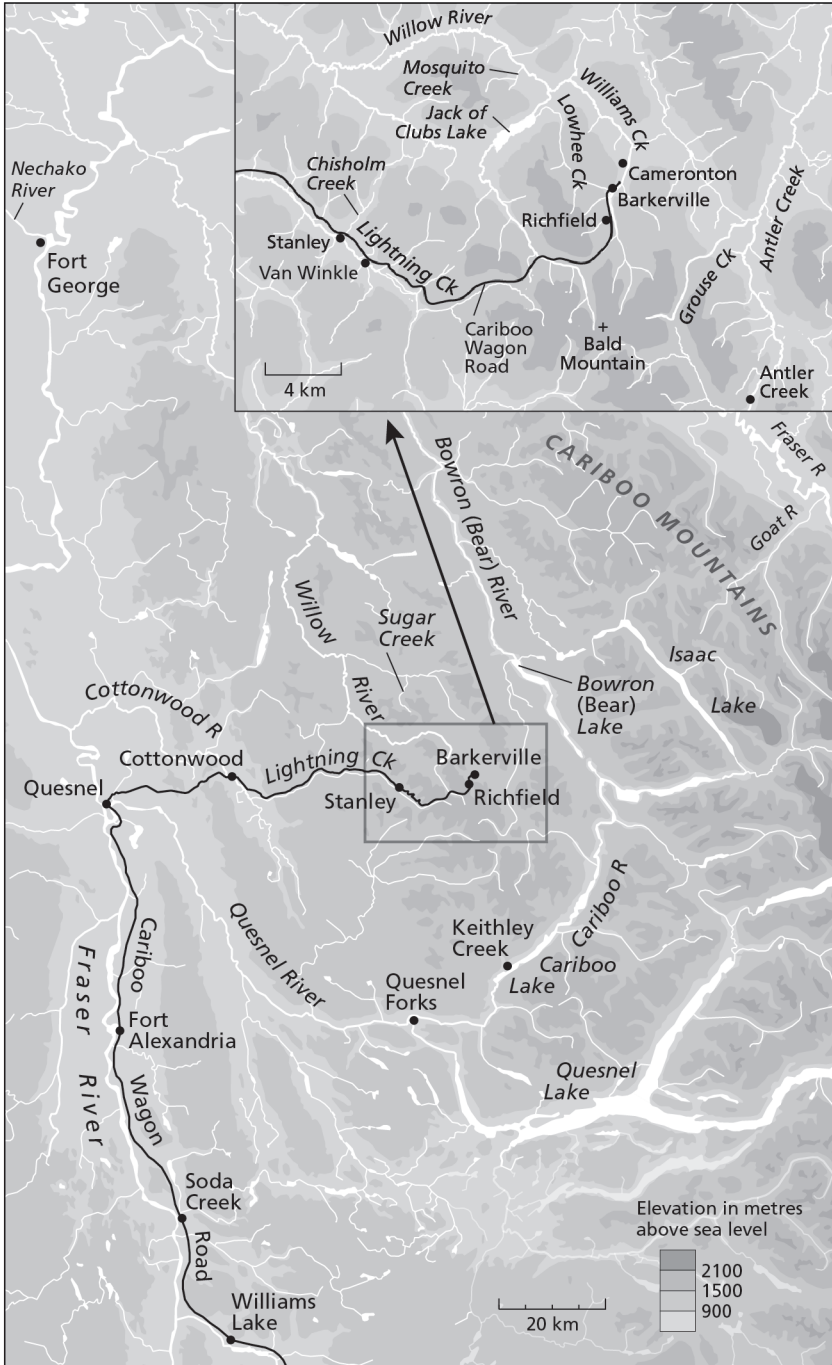 Willow River
Mosquito
Creek
Jack of
Clubs Lake
Williams Ck
Lowhee Ck
Nechako
River
Chisholm
Creek
Cameronton
Barkerville
Richfield
Antler Creek
Fort
George
Stanley
Lightning Ck
Van Winkle
Grouse Ck
Cariboo
Wagon
Road
+
Bald
Mountain
4 km
Antler
Creek
Fraser R
Bowron (Bear) River
CARIBOO MOUNTAINS
Goat R
Willow
River
Sugar
Creek
Isaac
Lake
Bowron
(Bear)
Lake
Cottonwood R
Cottonwood
Lightning Ck
Barkerville
Quesnel
Stanley
Richfield
Cariboo R
Keithley
Creek
Cariboo
Lake
Quesnel River
Quesnel
Forks
Cariboo
Wagon
Road
Fraser
River
Fort
Alexandria
Quesnel
Lake
Soda
Creek
Williams
Lake
20 km
Elevation in metres
above sea level
2100
1500
900